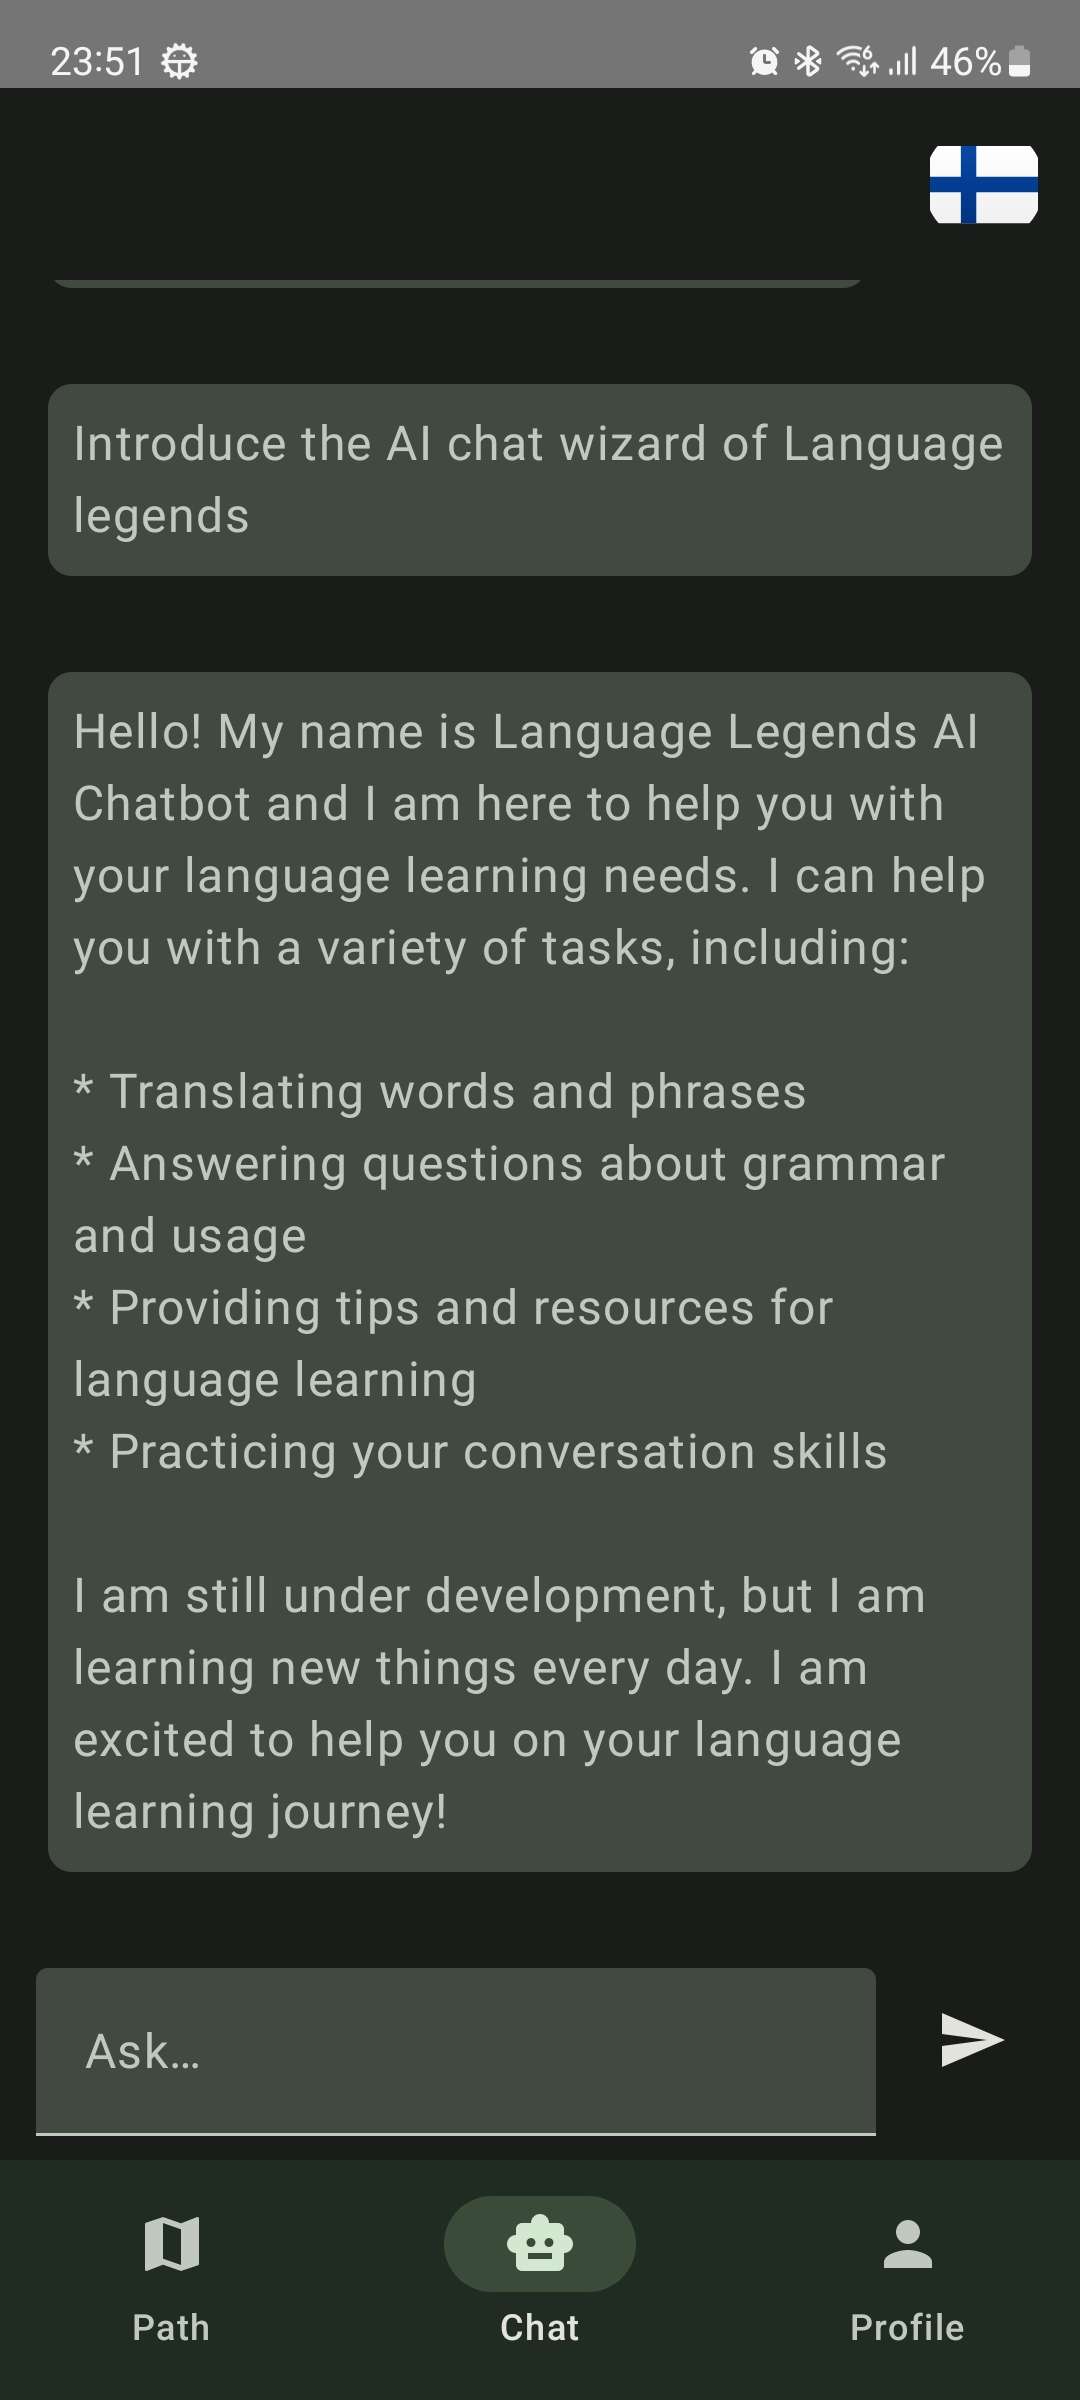 23:51
6
46%
Introduce the AI chat wizard of Language
legends
Hello! My name is Language Legends AI
Chatbot and I am here to help you with
your language learning needs. I can help
you with a variety of tasks, including:
* Translating words and phrases
* Answering questions about grammar
and usage
* Providing tips and resources for
language learning
* Practicing your conversation skills
I am still under development, but I am
learning new things every day. I am
excited to help you on your language
learning journey!
Ask…
Path
Chat
Profile